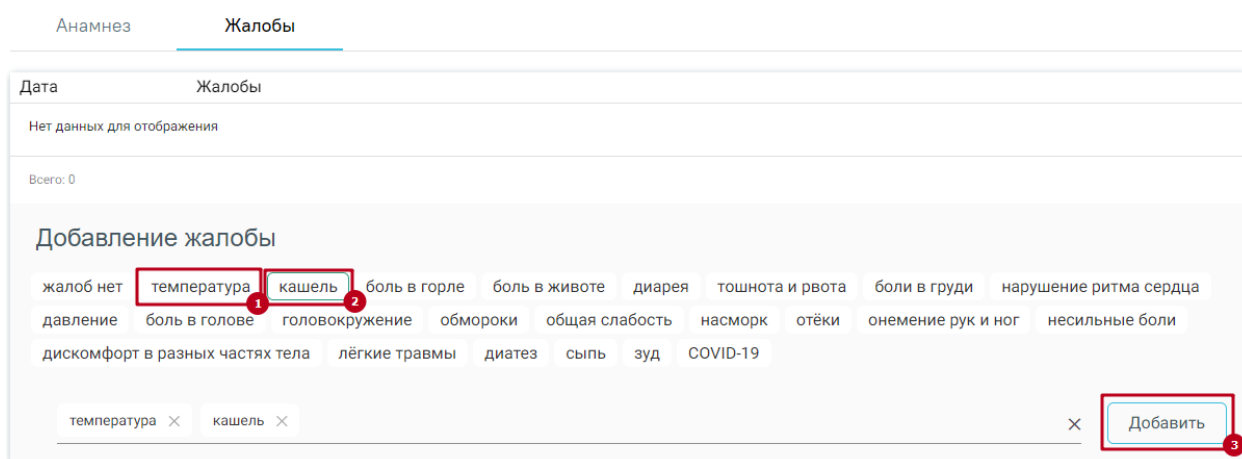 Анамнез Жалобы
Дата Жалобы
Нет данных для отображения
Всего: 0
Добавление жалобы
жалоб нет температура 1 кашель 2 боль в горле боль в животе диарея тошнота и рвота боли в груди нарушение ритма сердца
давление боль в голове головокружение обмороки общая слабость насморк отёки онемение рук и ног несильные боли
дискомфорт в разных частях тела лёгкие травмы диатез сыпь зуд COVID-19
температура × кашель × × Добавить 3